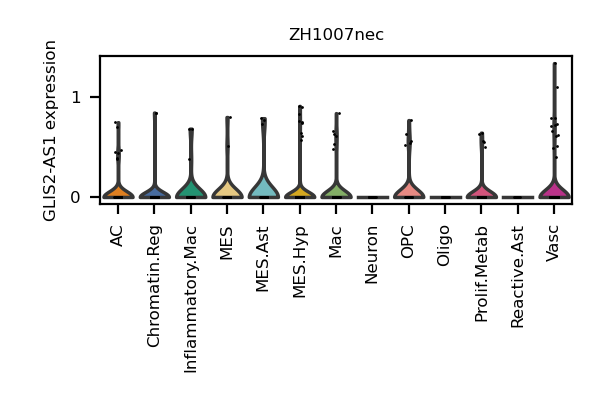 ZH1007nec
GLIS2-AS1 expression
1
0
AC
Chromatin.Reg
Inflammatory.Mac
MES
MES.Ast
MES.Hyp
Mac
Neuron
OPC
Oligo
Prolif.Metab
Reactive.Ast
Vasc